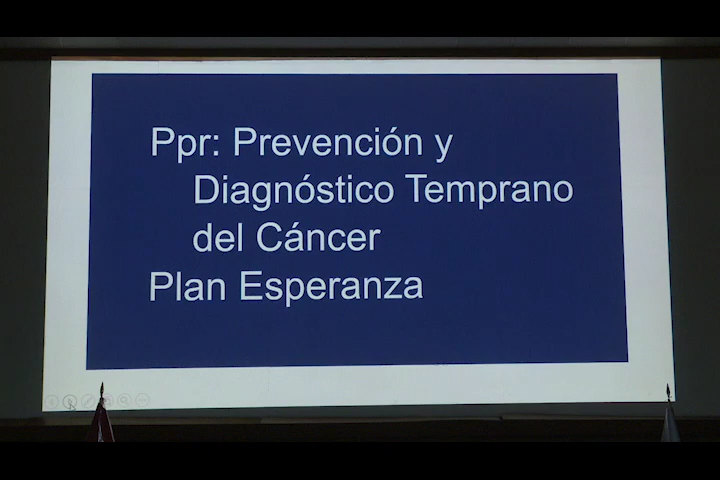 Ppr: Prevención y
Diagnóstico Temprano
del Cáncer
Plan Esperanza